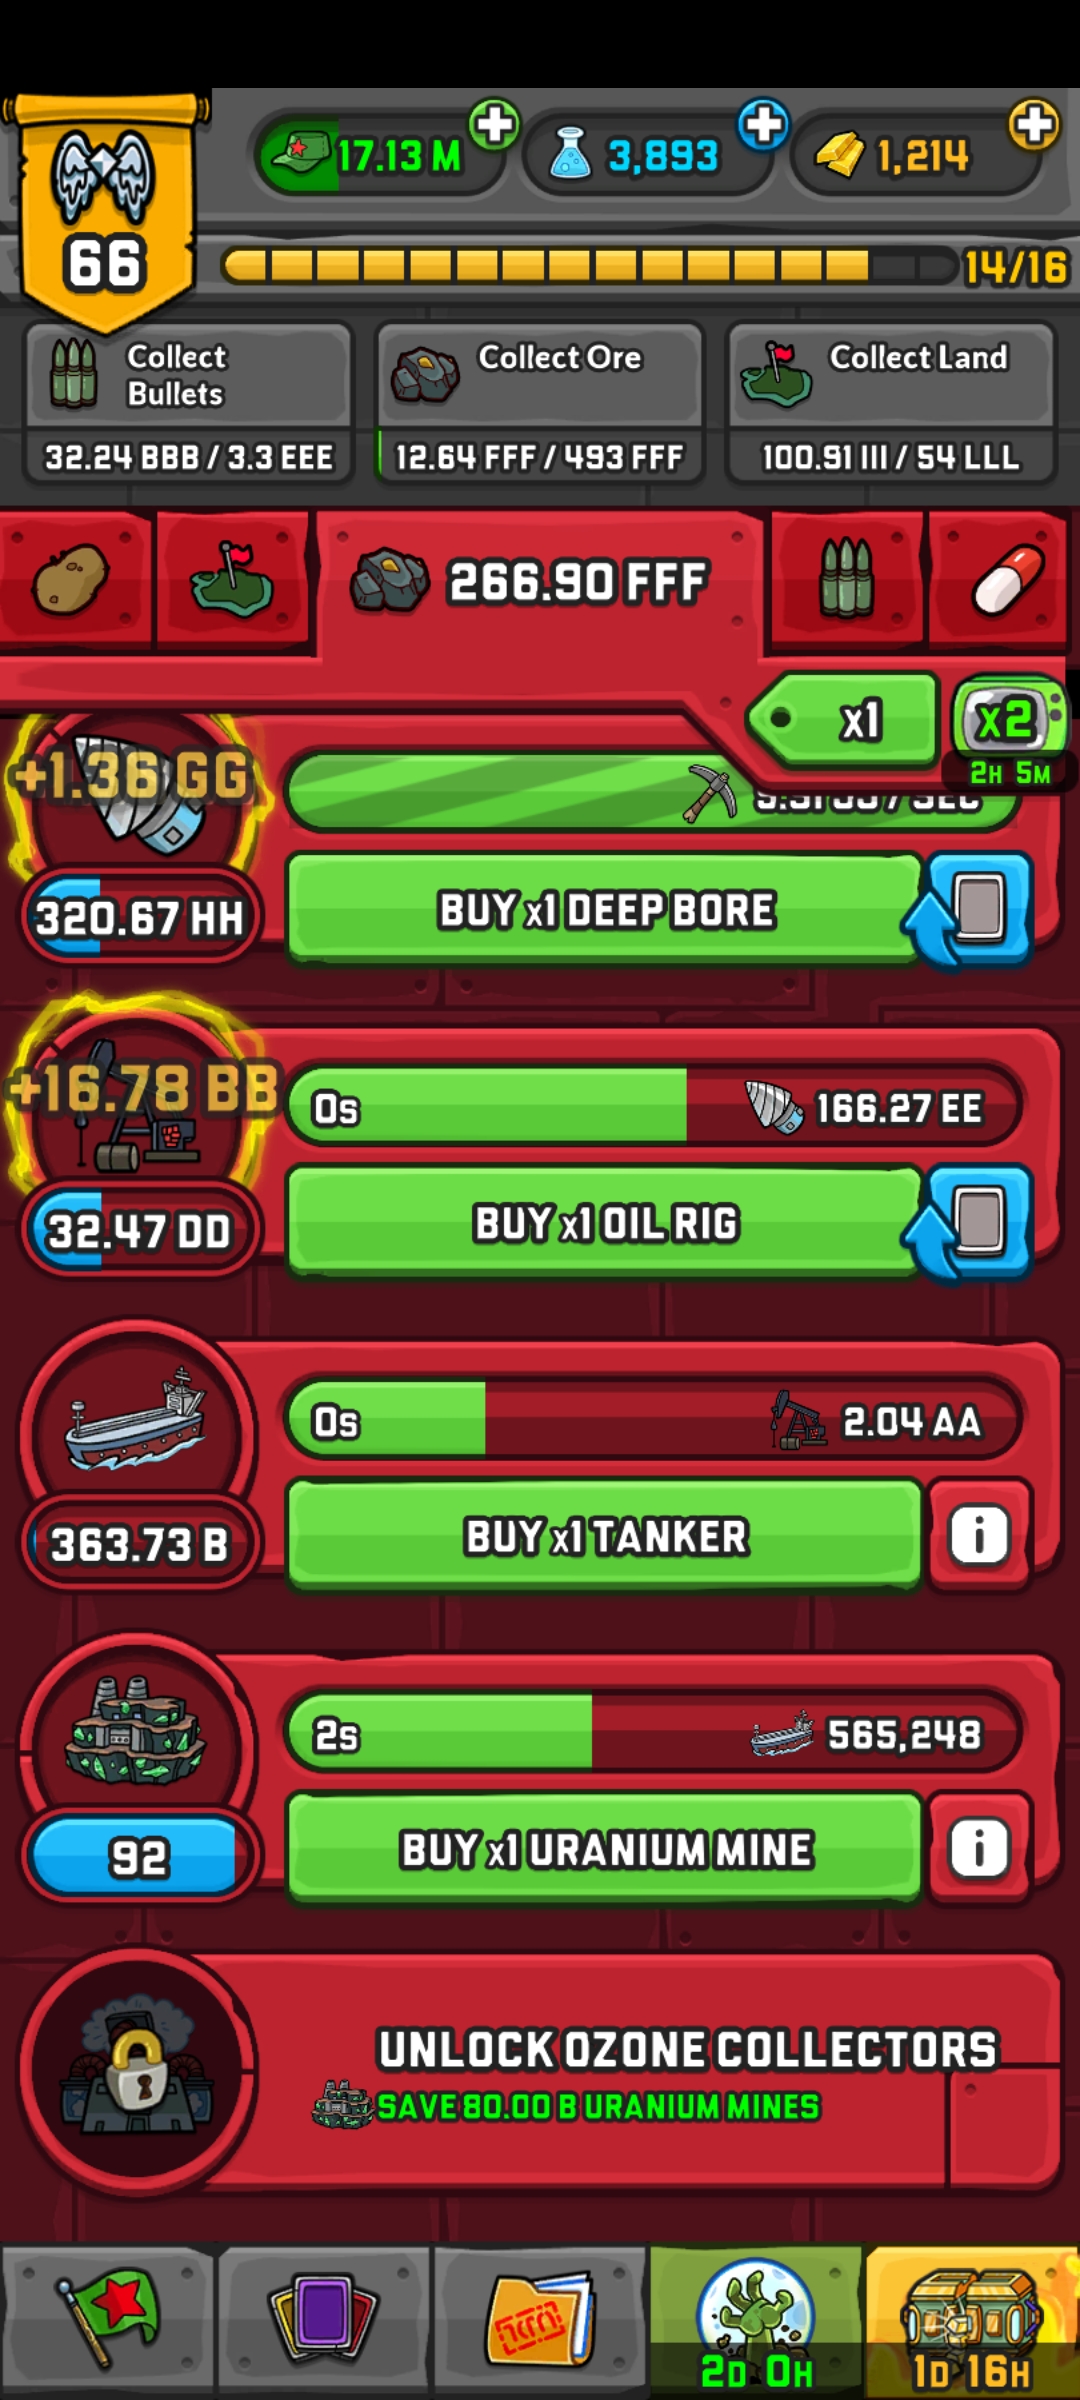 17.13 M
3,893
1,214
66
14/16
Collect
Bullets
Collect Ore
Collect Land
32.24 BBB / 3.3 EEE
12.64 FFF / 493 FFF
100.91 III / 54 LLL
266.90 FFF
x1
x2
2H 5M
+1.36 GG
320.67 HH
BUY x1 DEEP BORE
+16.78 BB
0s
166.27 EE
32.47 DD
BUY x1 OIL RIG
0s
2.04 AA
363.73 B
BUY x1 TANKER
i
2s
565,248
92
BUY x1 URANIUM MINE
i
UNLOCK OZONE COLLECTORS
SAVE 80.00 B URANIUM MINES
2D 0H
1D 16H